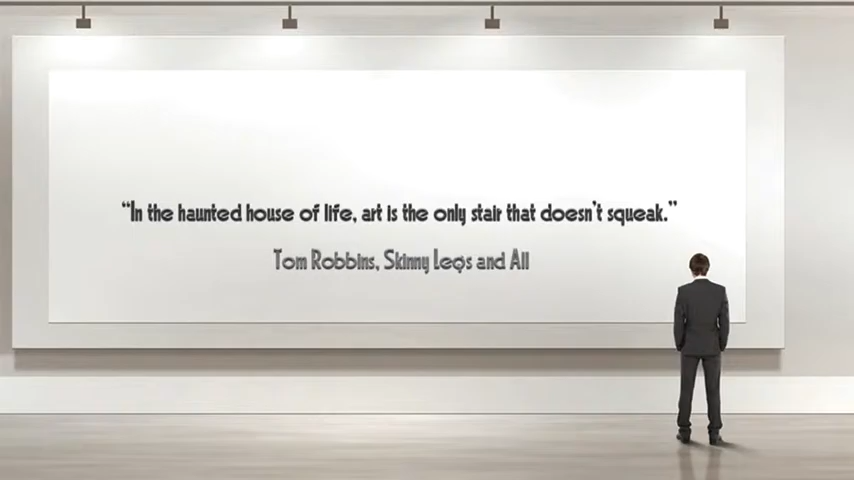 “In the haunted house of life, art is the only stair that doesn’t squeak.”
Tom Robbins, Skinny Legs and All